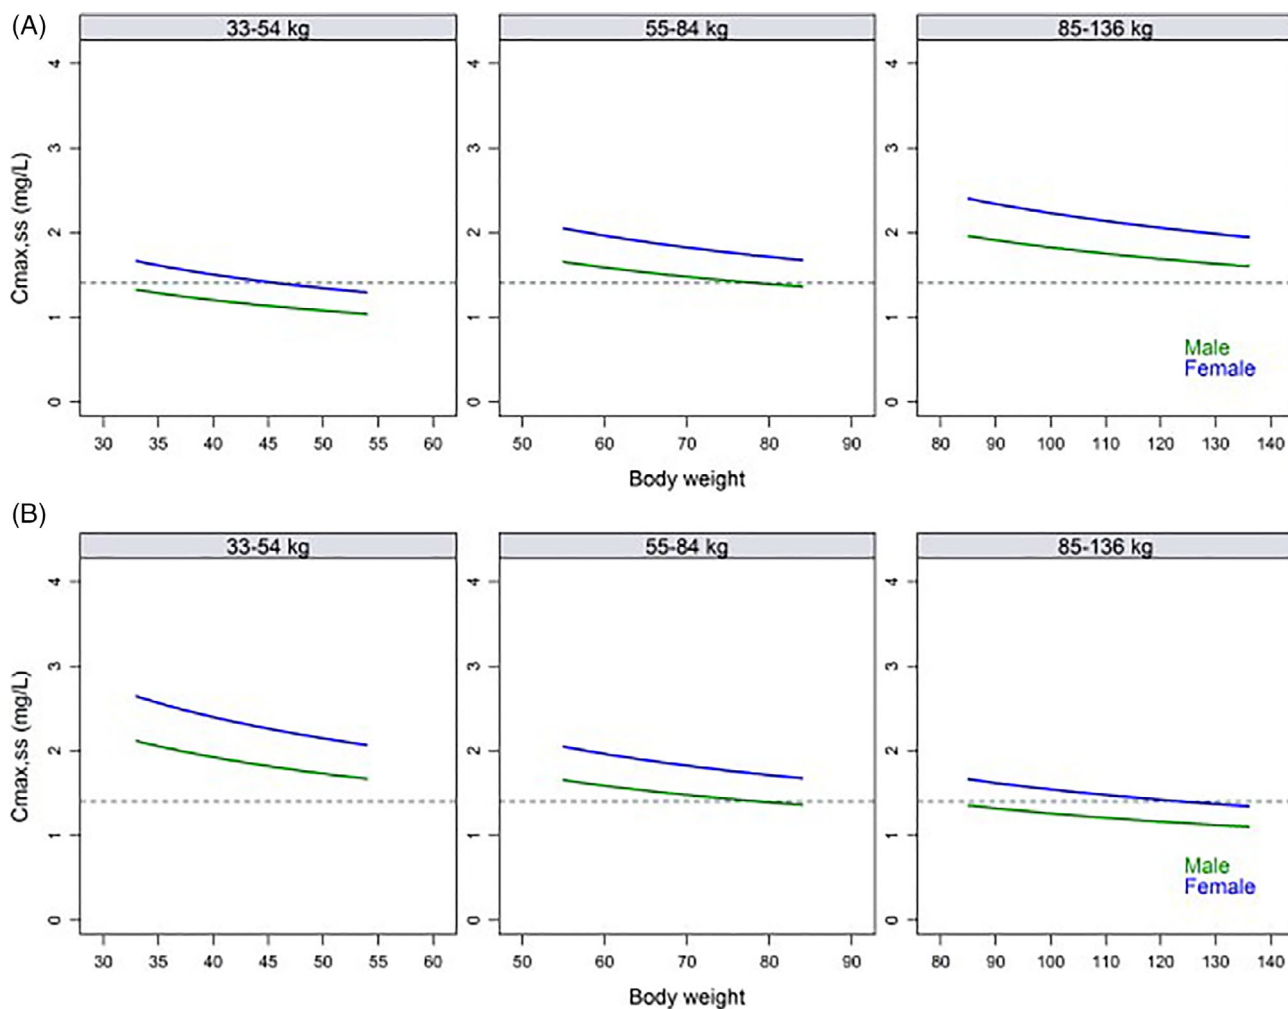 (A)
33-54 kg 55-84 kg 85-136 kg
Cmax,ss (mg/L)
4 4 4
3 3 3
2 2 2
1 1 1
0 0 0
Male
Female
30 35 40 45 50 55 60 50 60 70 80 90 80 90 100 110 120 130 140
Body weight
(B)
33-54 kg 55-84 kg 85-136 kg
Cmax,ss (mg/L)
4 4 4
3 3 3
2 2 2
1 1 1
0 0 0
Male
Female
30 35 40 45 50 55 60 50 60 70 80 90 80 90 100 110 120 130 140
Body weight